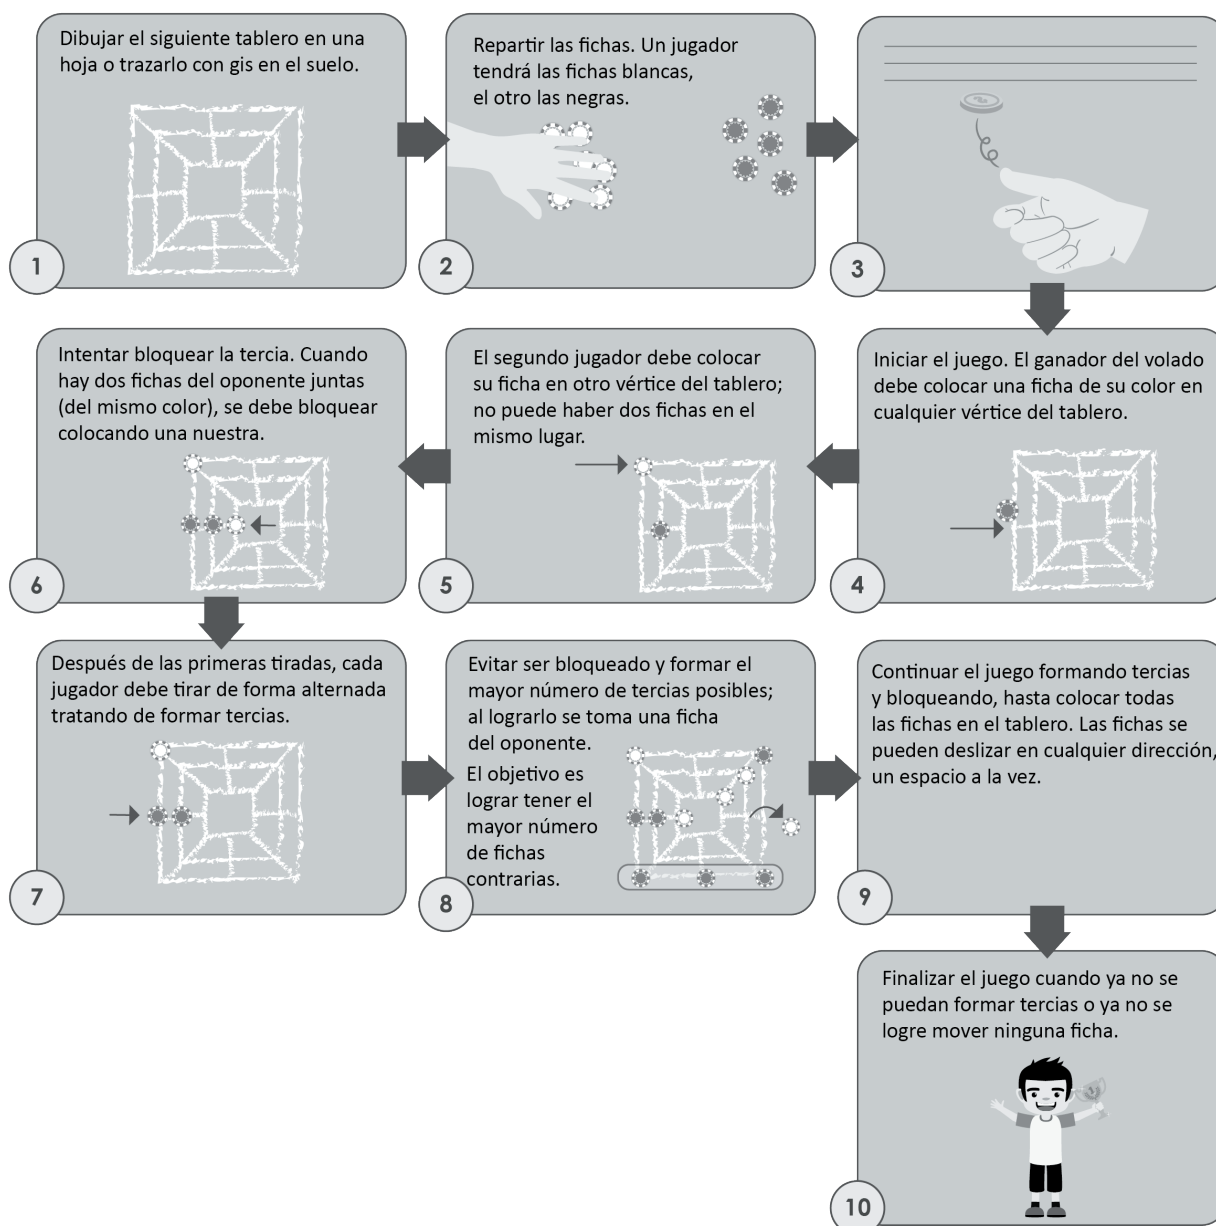 Dibujar el siguiente tablero en una
hoja o trazarlo con gis en el suelo.
1
Repartir las fichas. Un jugador
tendrá las fichas blancas,
el otro las negras.
2
3
Iniciar el juego. El ganador del volado
debe colocar una ficha de su color en
cualquier vértice del tablero.
4
El segundo jugador debe colocar
su ficha en otro vértice del tablero;
no puede haber dos fichas en el
mismo lugar.
5
Intentar bloquear la tercia. Cuando
hay dos fichas del oponente juntas
(del mismo color), se debe bloquear
colocando una nuestra.
6
Después de las primeras tiradas, cada
jugador debe tirar de forma alternada
tratando de formar tercias.
7
Evitar ser bloqueado y formar el
mayor número de tercias posibles;
al lograrlo se toma una ficha
del oponente.
El objetivo es
lograr tener el
mayor número
de fichas
contrarias.
8
Continuar el juego formando tercias
y bloqueando, hasta colocar todas
las fichas en el tablero. Las fichas se
pueden deslizar en cualquier dirección,
un espacio a la vez.
9
Finalizar el juego cuando ya no se
puedan formar tercias o ya no se
logre mover ninguna ficha.
10